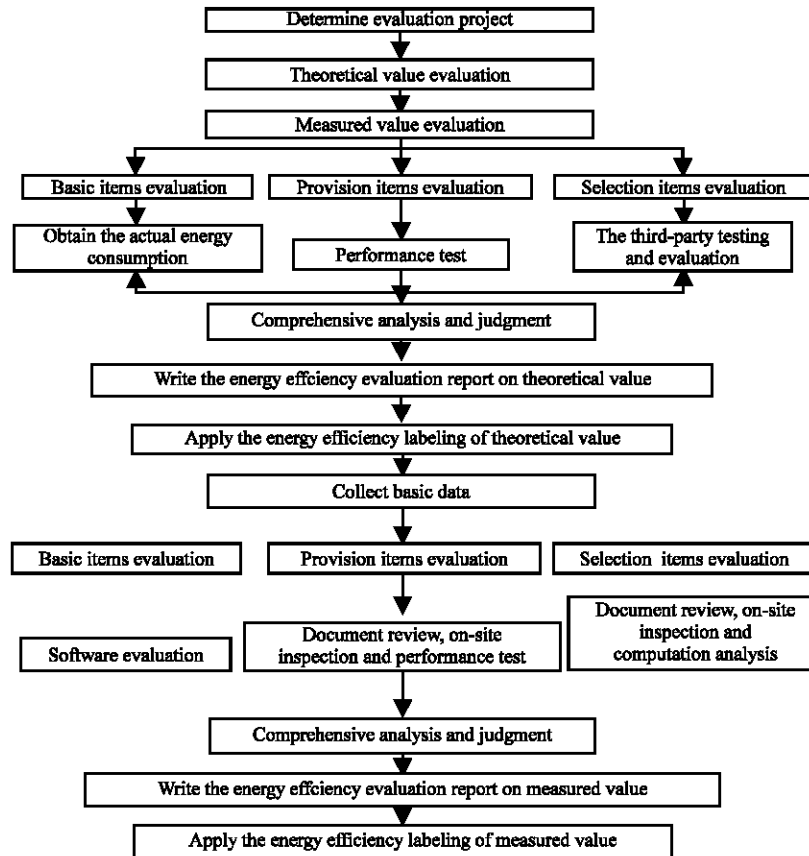 Determine evaluation project
Theoretical value evaluation
Measured value evaluation
Basic items evaluation
Provision items evaluation
Selection items evaluation
Obtain the actual energy
consumption
Performance test
The third-party testing
and evaluation
Comprehensive analysis and judgment
Write the energy effciency evaluation report on theoretical value
Apply the energy efficiency labeling of theoretical value
Collect basic data
Basic items evaluation
Provision items evaluation
Selection items evaluation
Software evaluation
Document review, on-site
inspection and performance test
Document review, on-site
inspection and
computation analysis
Comprehensive analysis and judgment
Write the energy effciency evaluation report on measured value
Apply the energy efficiency labeling of measured value